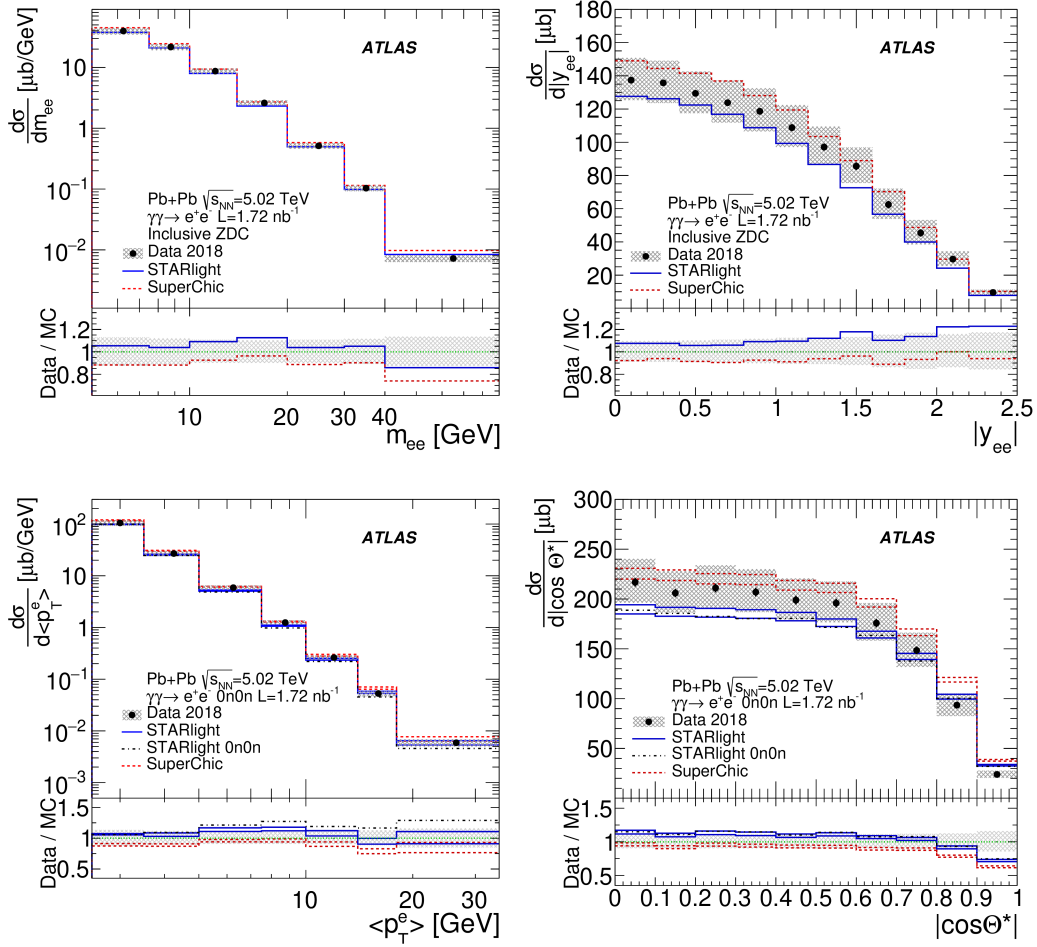 dσ/dm_ee [μb/GeV]
10
1
10⁻¹
10⁻²
ATLAS
Pb+Pb √s_NN=5.02 TeV
γγ→ e⁺e⁻ L=1.72 nb⁻¹
Inclusive ZDC
Data 2018
STARlight
SuperChic
Data / MC
1.2
1
0.8
10 20 30 40
m_ee [GeV]
dσ/d|y_ee| [μb]
180
160
140
120
100
80
60
40
20
ATLAS
Pb+Pb √s_NN=5.02 TeV
γγ→ e⁺e⁻ L=1.72 nb⁻¹
Inclusive ZDC
Data 2018
STARlight
SuperChic
Data / MC
1.2
1
0.8
0 0.5 1 1.5 2 2.5
|y_ee|
dσ/d<p_T^e> [μb/GeV]
10²
10
1
10⁻¹
10⁻²
10⁻³
ATLAS
Pb+Pb √s_NN=5.02 TeV
γγ→ e⁺e⁻ 0n0n L=1.72 nb⁻¹
Data 2018
STARlight
STARlight 0n0n
SuperChic
Data / MC
1.5
1
0.5
10 20 30
<p_T^e> [GeV]
dσ/d|cos Θ*| [μb]
300
250
200
150
100
50
ATLAS
Pb+Pb √s_NN=5.02 TeV
γγ→ e⁺e⁻ 0n0n L=1.72 nb⁻¹
Data 2018
STARlight
STARlight 0n0n
SuperChic
Data / MC
1.5
1
0.5
0 0.1 0.2 0.3 0.4 0.5 0.6 0.7 0.8 0.9 1
|cosΘ*|